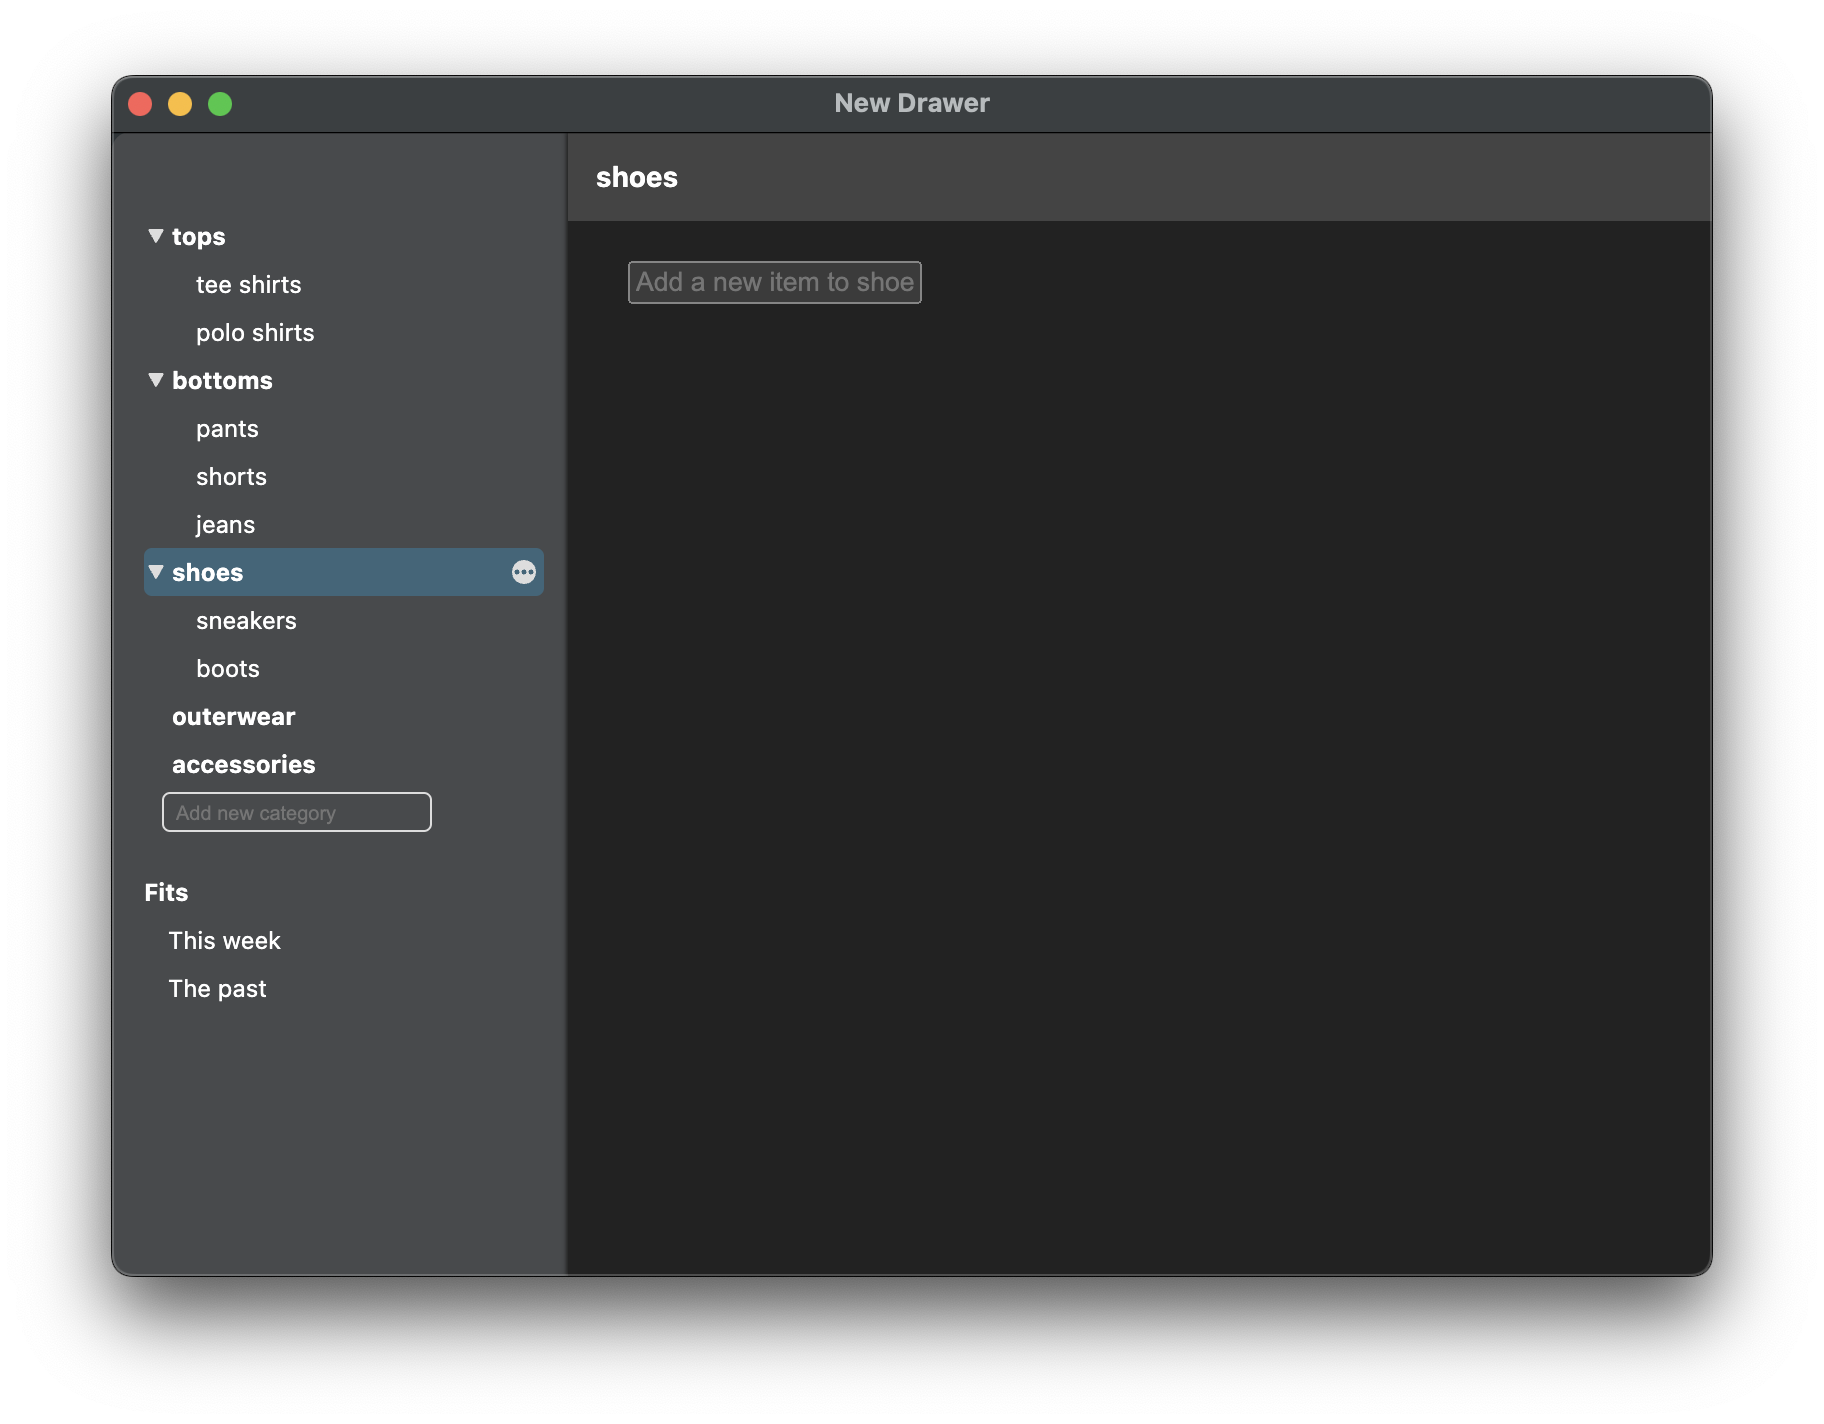 New Drawer
tops
tee shirts
polo shirts
bottoms
pants
shorts
jeans
shoes
sneakers
boots
outerwear
accessories
Add new category
Fits
This week
The past
shoes
Add a new item to shoe